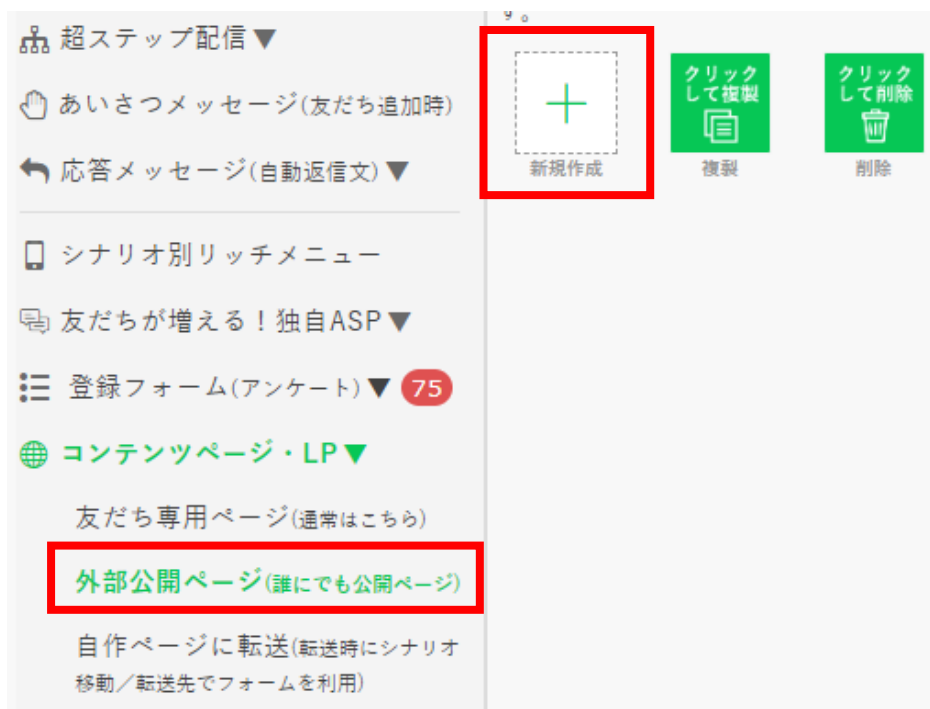 超ステップ配信▼
あいさつメッセージ(友だち追加時)
応答メッセージ(自動返信文)▼
シナリオ別リッチメニュー
友だちが増える！独自ASP▼
登録フォーム(アンケート)▼ 75
コンテンツページ・LP▼
友だち専用ページ(通常はこちら)
外部公開ページ(誰にでも公開ページ)
自作ページに転送(転送時にシナリオ
移動／転送先でフォームを利用)
す。
新規作成
クリック
して複製
複製
クリック
して削除
削除